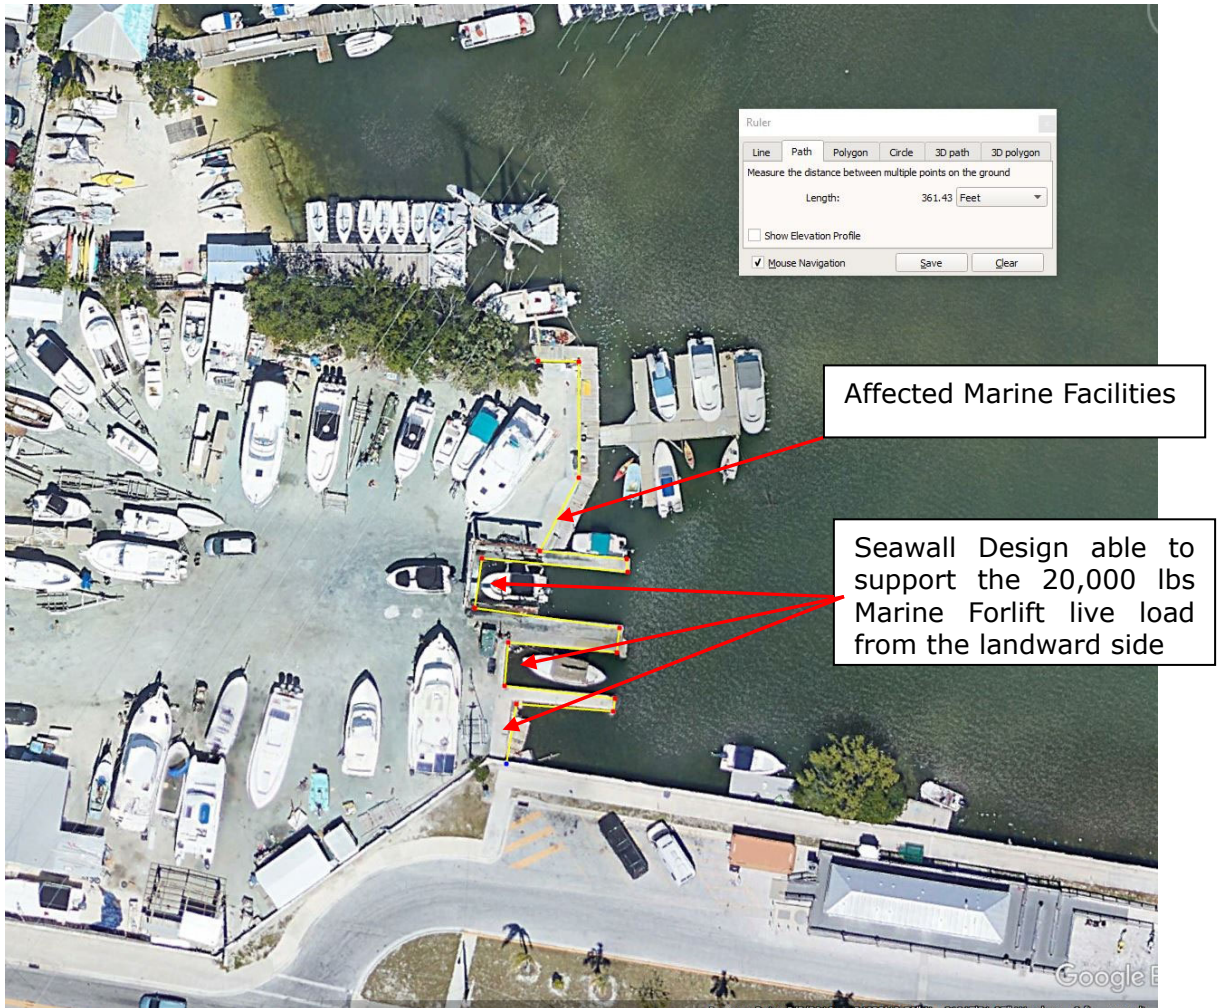 Ruler
Line Path Polygon Circle 3D path 3D polygon
Measure the distance between multiple points on the ground
Length: 361.43 Feet
Show Elevation Profile
Mouse Navigation Save Clear
Affected Marine Facilities
Seawall Design able to
support the 20,000 lbs
Marine Forlift live load
from the landward side
Google E